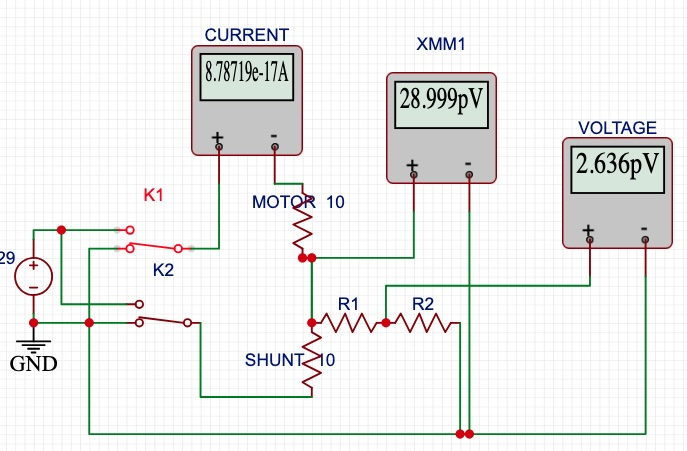 CURRENT
XMM1
8.78719e-17A
28.999pV
+ -
VOLTAGE
2.636pV
+ -
+ -
K1
MOTOR 10
K2
29
+
−
R1 R2
GND
SHUNT 10